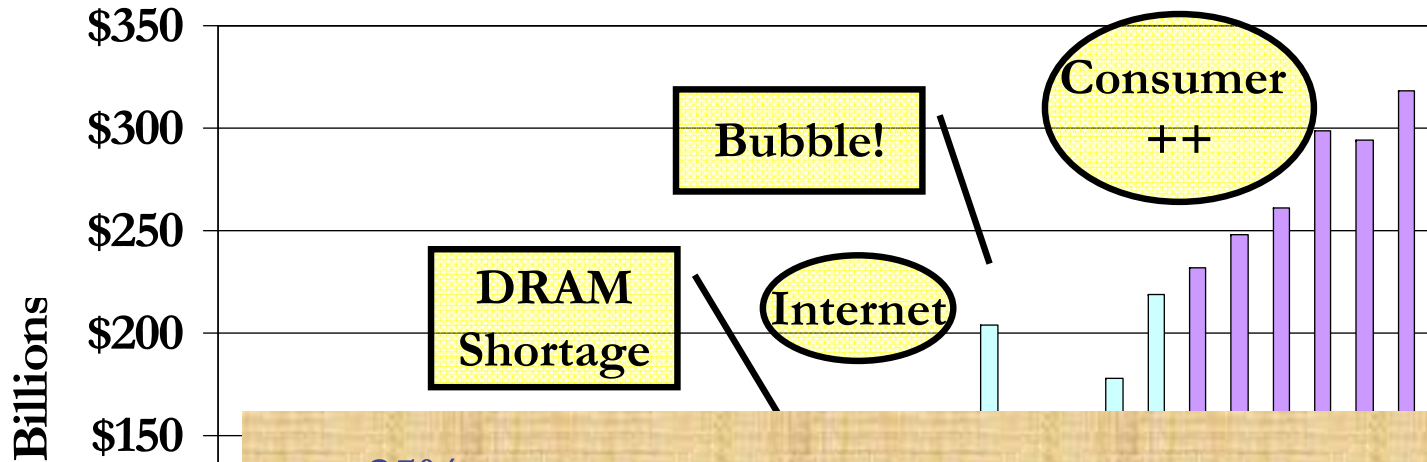 $350
Consumer
++
$300
Bubble!
$250
DRAM
Shortage
Internet
$200
Billions
$150